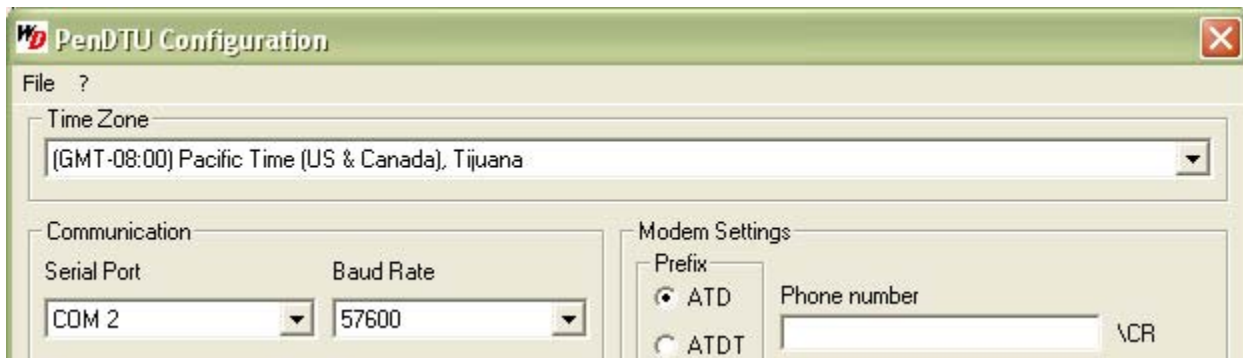 WD PenDTU Configuration
File ?
Time Zone
(GMT-08:00) Pacific Time (US & Canada), Tijuana
Communication
Serial Port Baud Rate
COM 2 57600
Modem Settings
Prefix
ATD
ATDT
Phone number
\CR